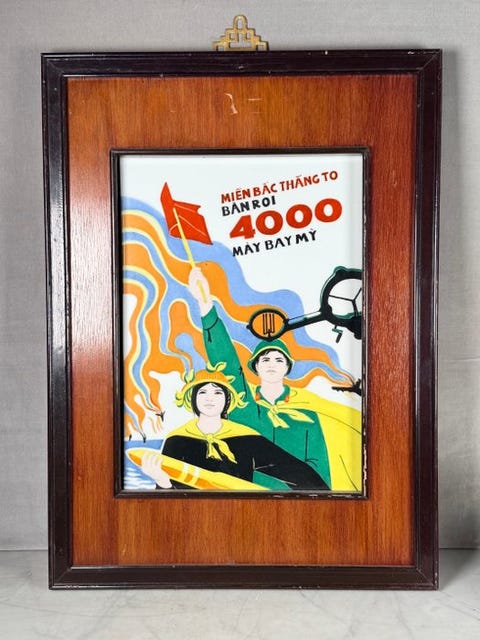 MIỀN BẮC THẮNG TO
BẮN RƠI
4000
MÁY BAY MỸ